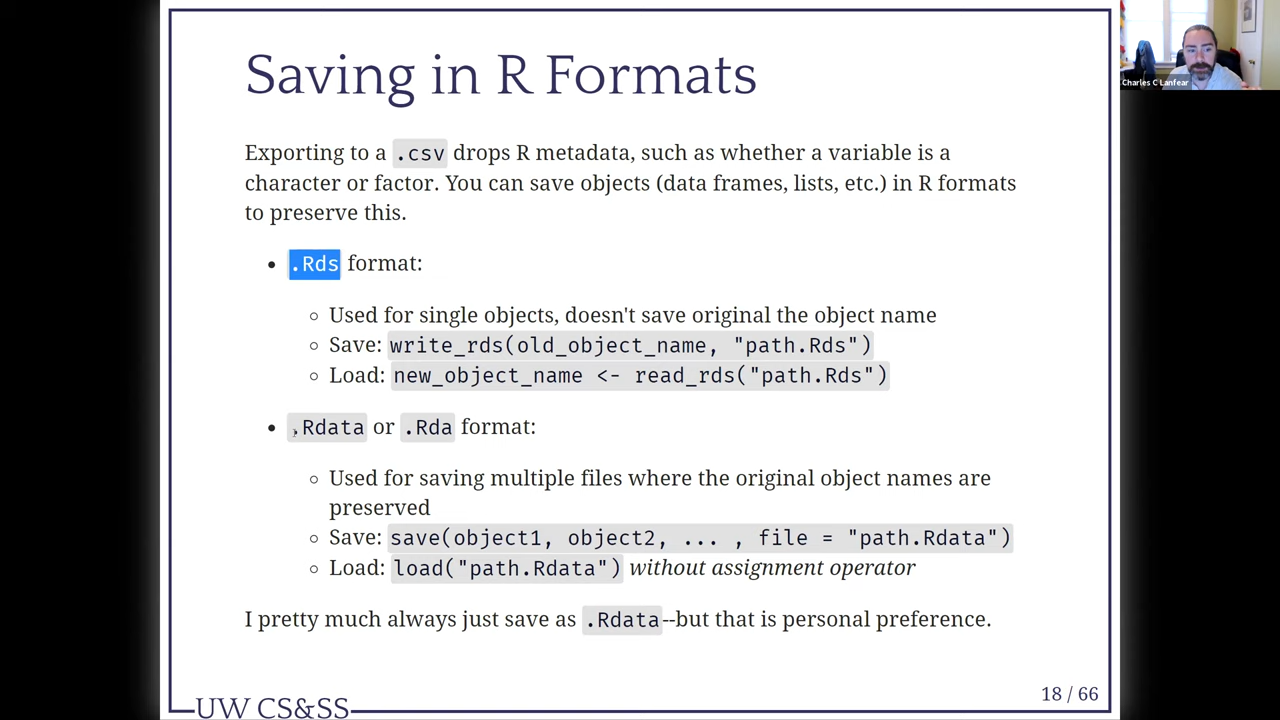 Charles C Lanfear
Saving in R Formats
Exporting to a .csv drops R metadata, such as whether a variable is a
character or factor. You can save objects (data frames, lists, etc.) in R formats
to preserve this.
• .Rds format:
◦ Used for single objects, doesn't save original the object name
◦ Save: write_rds(old_object_name, "path.Rds")
◦ Load: new_object_name <- read_rds("path.Rds")
• .Rdata or .Rda format:
◦ Used for saving multiple files where the original object names are
preserved
◦ Save: save(object1, object2, ... , file = "path.Rdata")
◦ Load: load("path.Rdata") without assignment operator
I pretty much always just save as .Rdata--but that is personal preference.
18 / 66
UW CS&SS